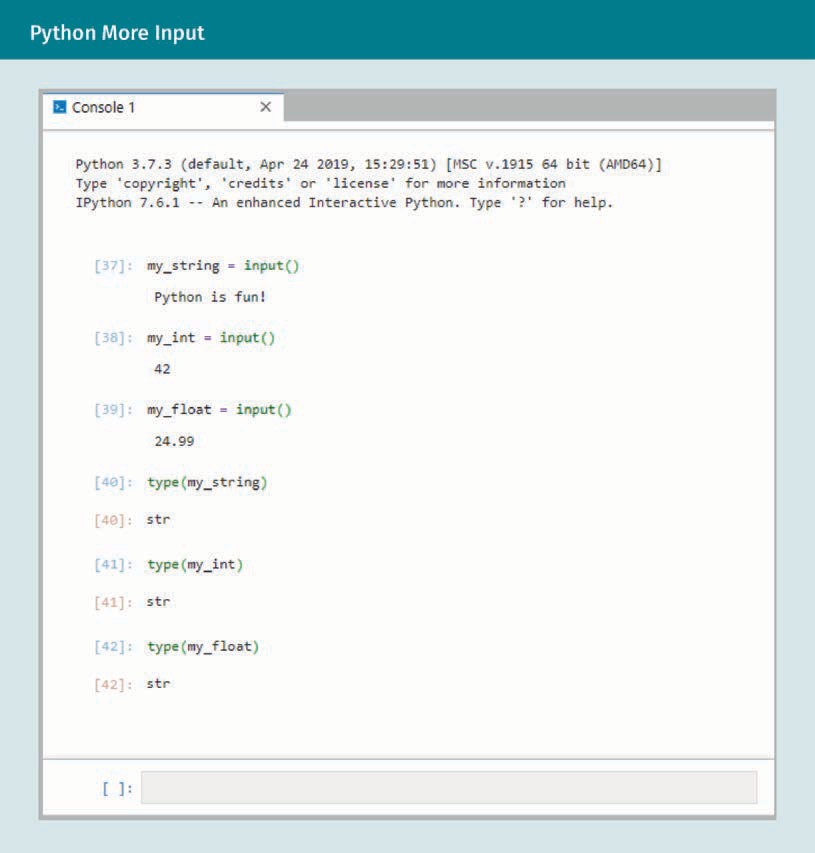 Python More Input
Console 1
Python 3.7.3 (default, Apr 24 2019, 15:29:51) [MSC v.1915 64 bit (AMD64)]
Type 'copyright', 'credits' or 'license' for more information
IPython 7.6.1 -- An enhanced Interactive Python. Type '?' for help.
[37]: my_string = input()
Python is fun!
[38]: my_int = input()
42
[39]: my_float = input()
24.99
[40]: type(my_string)
[40]: str
[41]: type(my_int)
[41]: str
[42]: type(my_float)
[42]: str
[ ]: